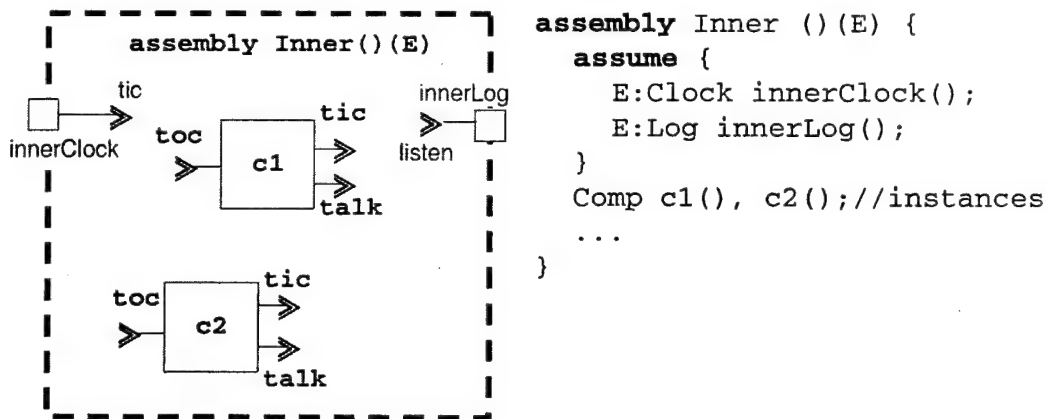 assembly Inner()(E)
tic
innerClock
toc
c1
tic
talk
innerLog
listen
toc
c2
tic
talk
assembly Inner ()(E) {
assume {
E:Clock innerClock();
E:Log innerLog();
}
Comp c1(), c2();//instances
...
}